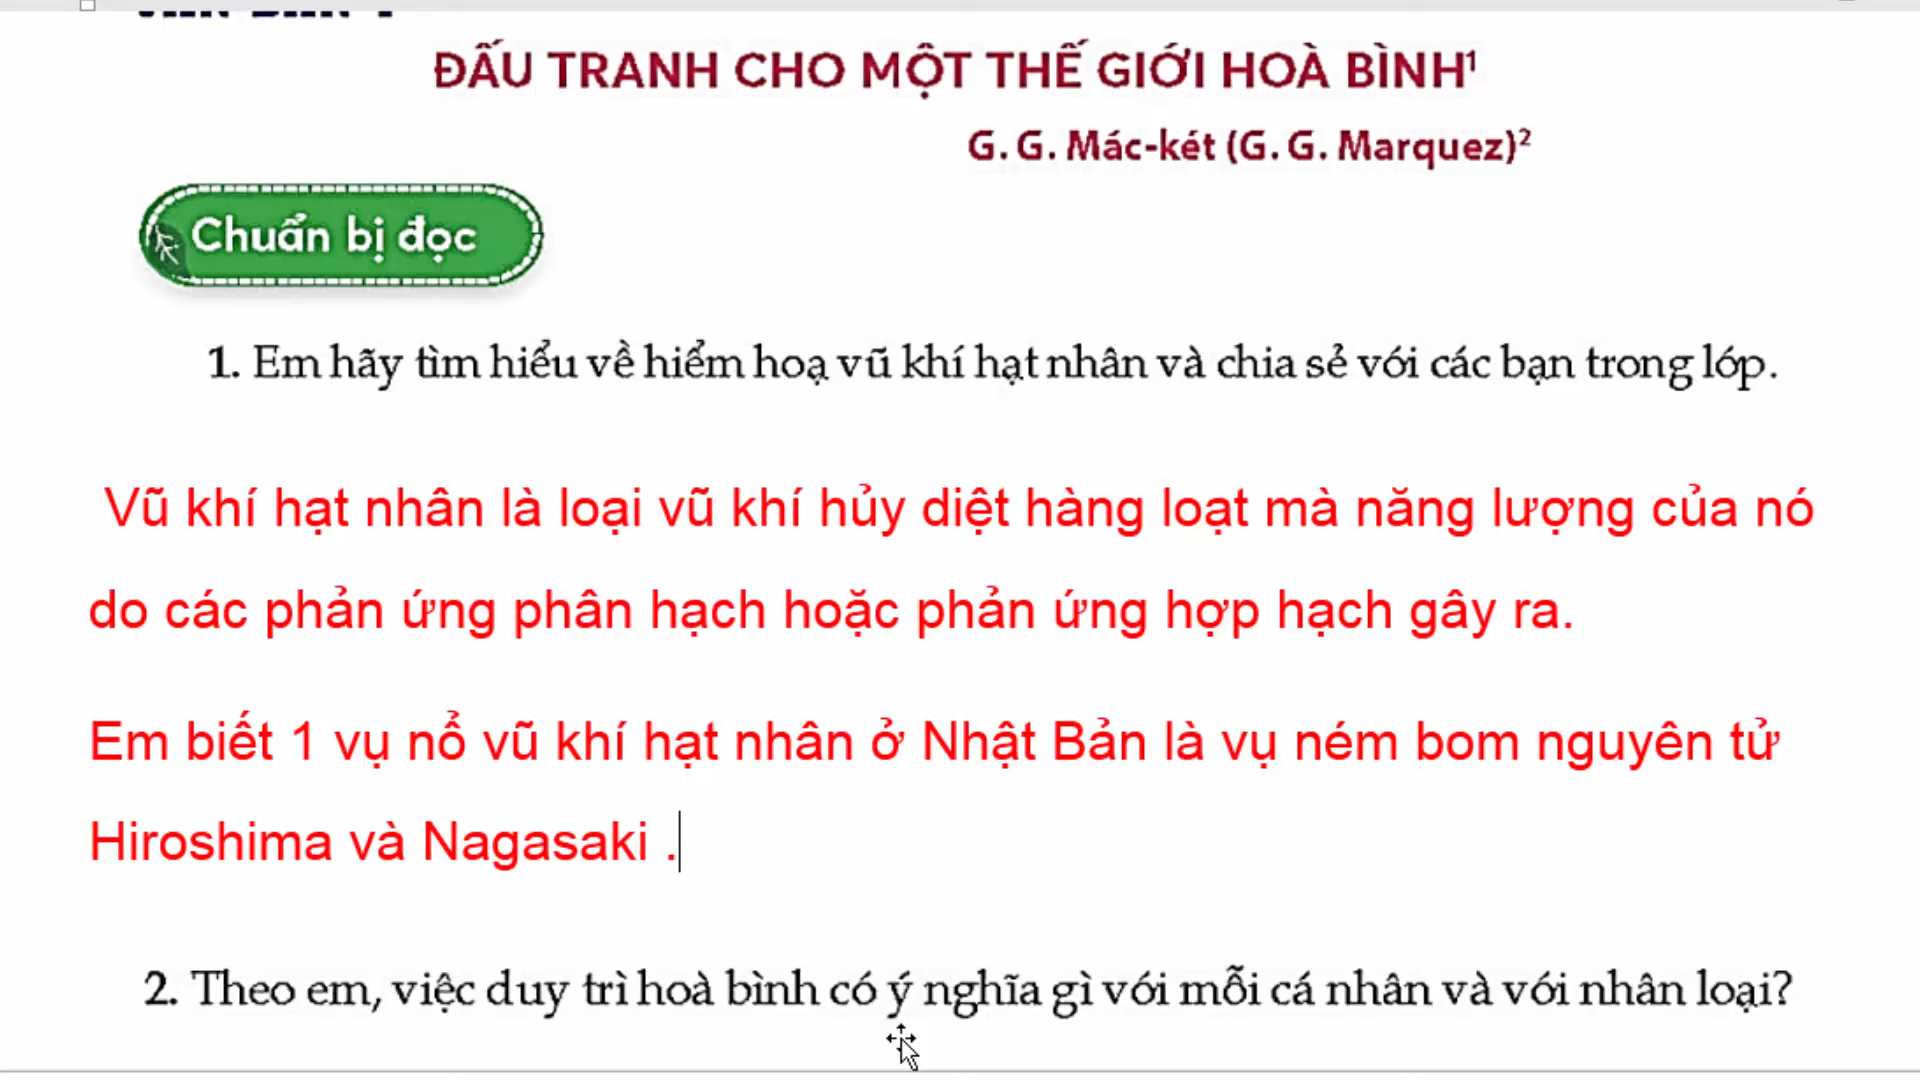 ĐẤU TRANH CHO MỘT THẾ GIỚI HOÀ BÌNH¹
G. G. Mác-két (G. G. Marquez)²
Chuẩn bị đọc
1. Em hãy tìm hiểu về hiểm hoạ vũ khí hạt nhân và chia sẻ với các bạn trong lớp.
Vũ khí hạt nhân là loại vũ khí hủy diệt hàng loạt mà năng lượng của nó
do các phản ứng phân hạch hoặc phản ứng hợp hạch gây ra.
Em biết 1 vụ nổ vũ khí hạt nhân ở Nhật Bản là vụ ném bom nguyên tử
Hiroshima và Nagasaki .
2. Theo em, việc duy trì hoà bình có ý nghĩa gì với mỗi cá nhân và với nhân loại?